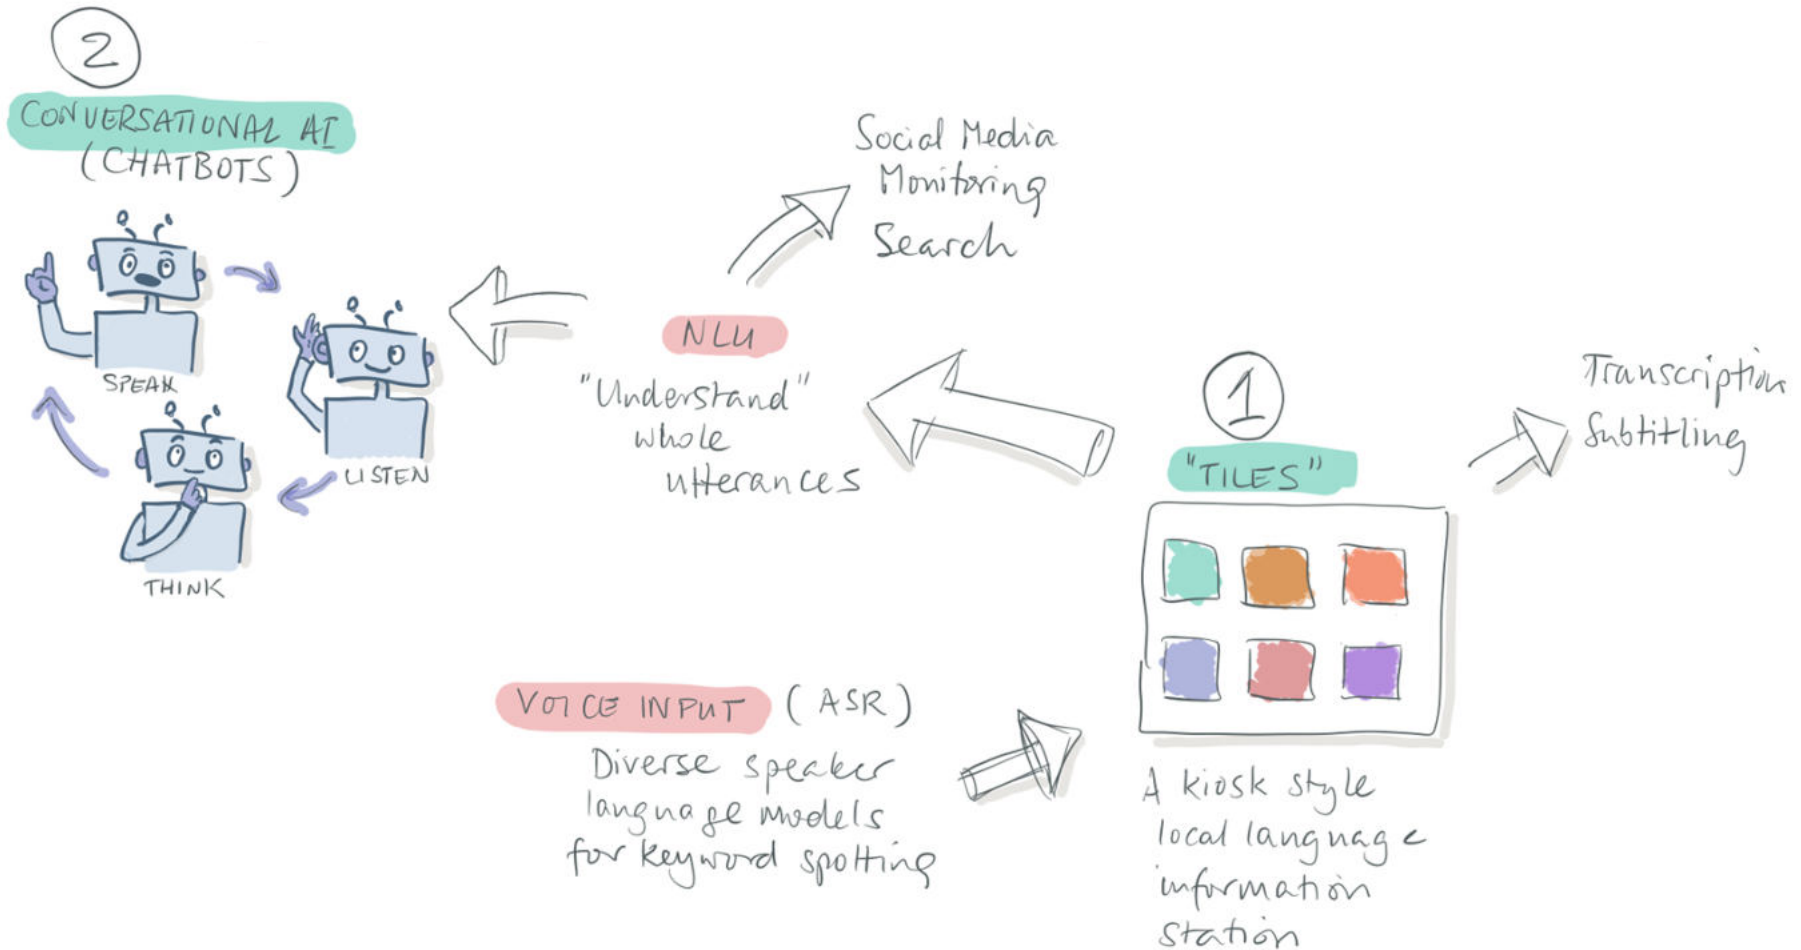 2
CONVERSATIONAL AI
(CHATBOTS)
SPEAK
LISTEN
THINK
Social Media
Monitoring
Search
NLU
"Understand"
whole
utterances
1
"TILES"
Transcription
Subtitling
VOICE INPUT (ASR)
Diverse speaker
language models
for keyword spotting
A kiosk style
local language
information
station